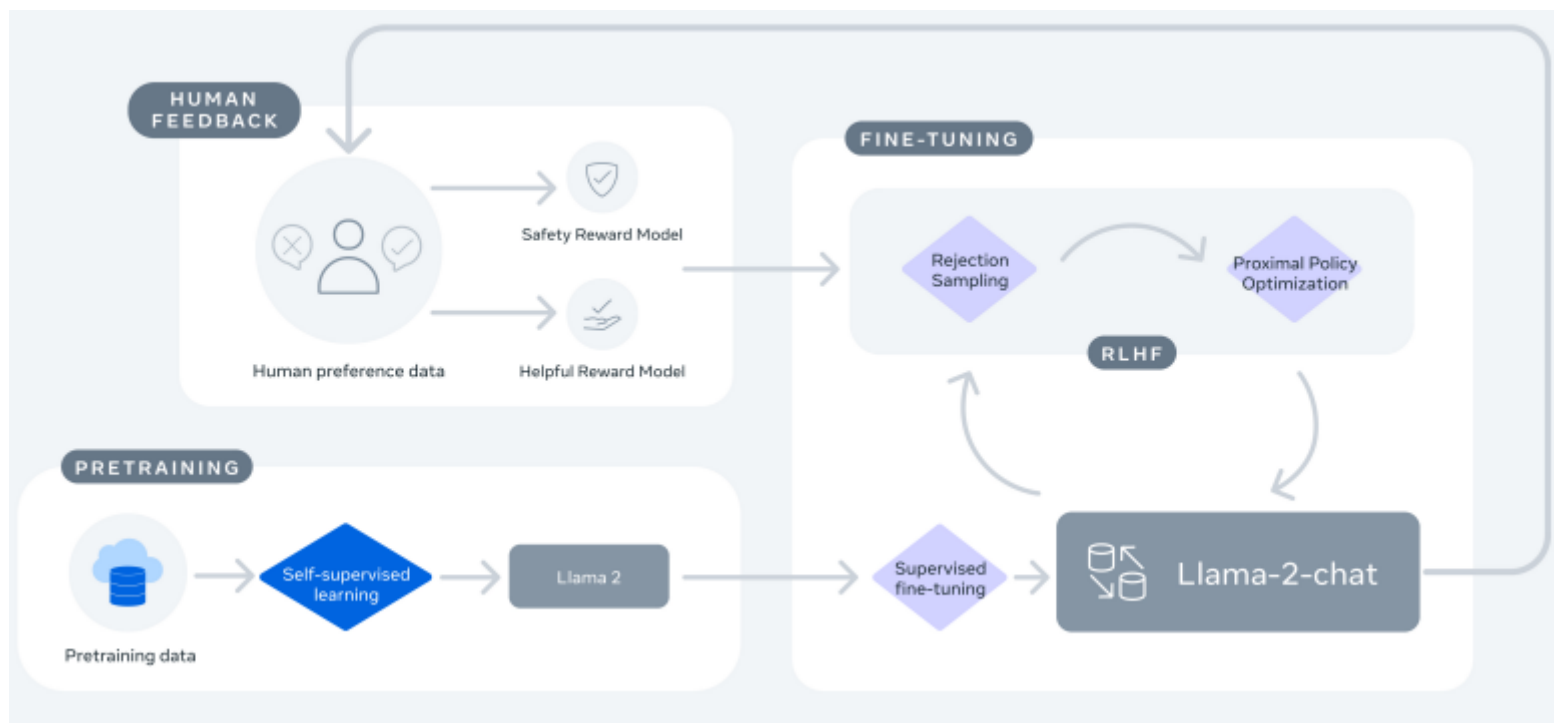 HUMAN
FEEDBACK
Safety Reward Model
Human preference data
Helpful Reward Model
FINE-TUNING
Rejection
Sampling
Proximal Policy
Optimization
RLHF
PRETRAINING
Pretraining data
Self-supervised
learning
Llama 2
Supervised
fine-tuning
Llama-2-chat